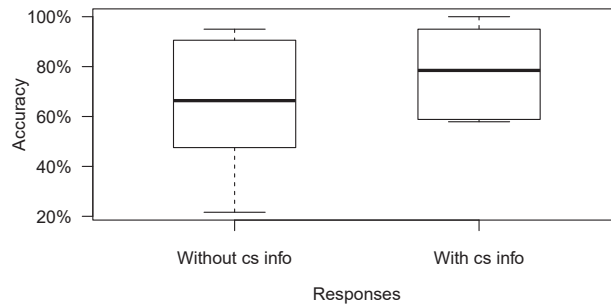 100%
80%
60%
40%
20%
Accuracy
Without cs info
With cs info
Responses